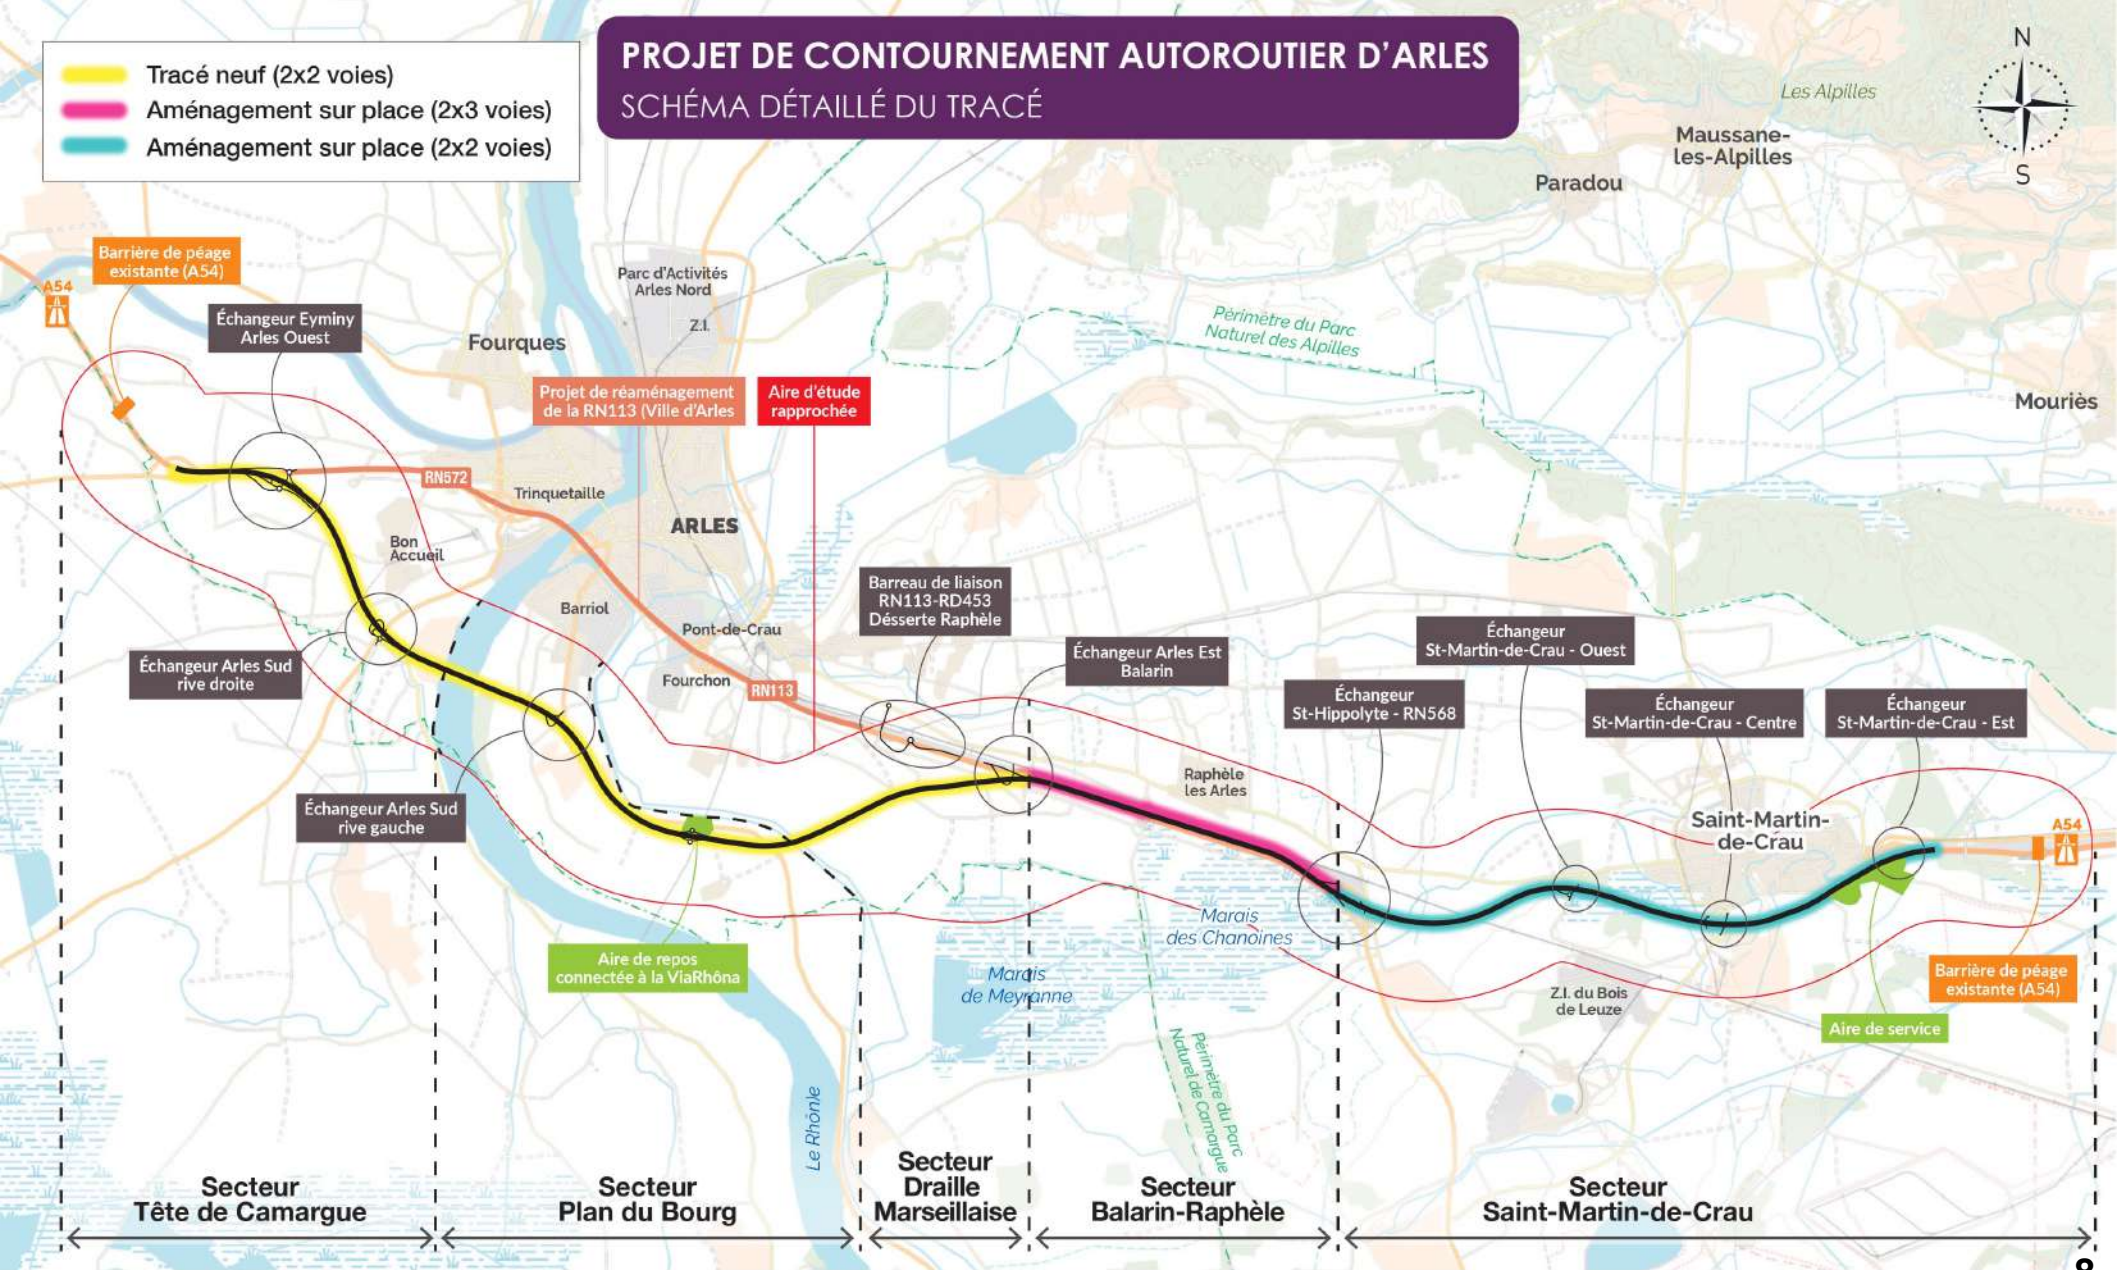 PROJET DE CONTOURNEMENT AUTOROUTIER D'ARLES
SCHÉMA DÉTAILLÉ DU TRACÉ
Tracé neuf (2x2 voies)
Aménagement sur place (2x3 voies)
Aménagement sur place (2x2 voies)
N
S
Les Alpilles
Maussane-
les-Alpilles
Paradou
Mouriès
Barrière de péage
existante (A54)
A54
Échangeur Eyminy
Arles Ouest
Fourques
Parc d'Activités
Arles Nord
Z.I.
Périmètre du Parc
Naturel des Alpilles
Projet de réaménagement
de la RN113 (Ville d'Arles
Aire d'étude
rapprochée
RN572
Trinquetaille
ARLES
Bon
Accueil
Barriol
Pont-de-Crau
Fourchon
RN113
Barreau de liaison
RN113-RD453
Désserte Raphèle
Échangeur Arles Est
Balarin
Échangeur
St-Martin-de-Crau - Ouest
Échangeur
St-Hippolyte - RN568
Échangeur
St-Martin-de-Crau - Centre
Échangeur
St-Martin-de-Crau - Est
Échangeur Arles Sud
rive droite
Échangeur Arles Sud
rive gauche
Raphèle
les Arles
Saint-Martin-
de-Crau
A54
Marais
des Chanoines
Marais
de Meyranne
Aire de repos
connectée à la ViaRhôna
Z.I. du Bois
de Leuze
Barrière de péage
existante (A54)
Aire de service
Périmètre du Parc
Naturel de Camargue
Le Rhônle
Secteur
Tête de Camargue
Secteur
Plan du Bourg
Secteur
Draille
Marseillaise
Secteur
Balarin-Raphèle
Secteur
Saint-Martin-de-Crau